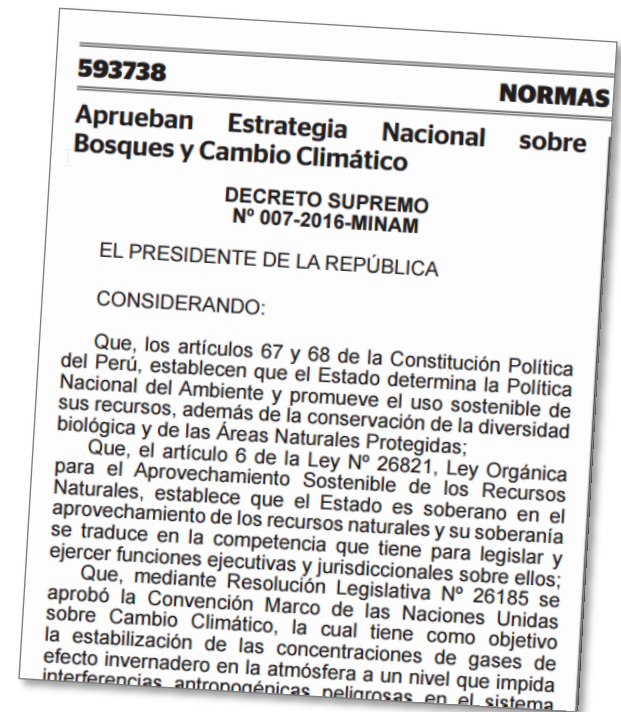 593738
NORMAS
Aprueban Estrategia Nacional sobre
Bosques y Cambio Climático
DECRETO SUPREMO
Nº 007-2016-MINAM
EL PRESIDENTE DE LA REPÚBLICA
CONSIDERANDO:
Que, los artículos 67 y 68 de la Constitución Política
del Perú, establecen que el Estado determina la Política
Nacional del Ambiente y promueve el uso sostenible de
sus recursos, además de la conservación de la diversidad
biológica y de las Áreas Naturales Protegidas;
Que, el artículo 6 de la Ley Nº 26821, Ley Orgánica
para el Aprovechamiento Sostenible de los Recursos
Naturales, establece que el Estado es soberano en el
aprovechamiento de los recursos naturales y su soberanía
se traduce en la competencia que tiene para legislar y
ejercer funciones ejecutivas y jurisdiccionales sobre ellos;
Que, mediante Resolución Legislativa Nº 26185 se
aprobó la Convención Marco de las Naciones Unidas
sobre Cambio Climático, la cual tiene como objetivo
la estabilización de las concentraciones de gases de
efecto invernadero en la atmósfera a un nivel que impida
interferencias antropogénicas peligrosas en el sistema